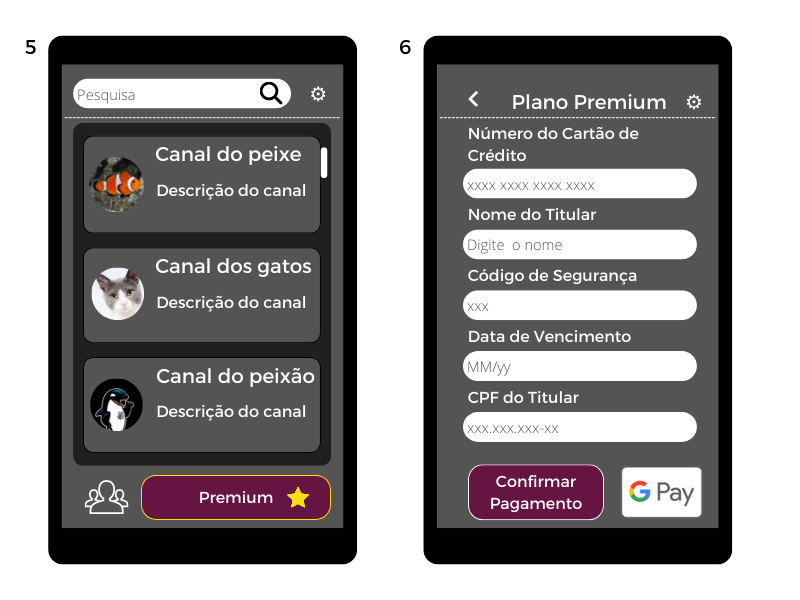 5
Pesquisa
Canal do peixe
Descrição do canal
Canal dos gatos
Descrição do canal
Canal do peixão
Descrição do canal
Premium
6
Plano Premium
Número do Cartão de
Crédito
xxxx xxxx xxxx xxxx
Nome do Titular
Digite o nome
Código de Segurança
xxx
Data de Vencimento
MM/yy
CPF do Titular
xxx.xxx.xxx-xx
Confirmar
Pagamento
G Pay